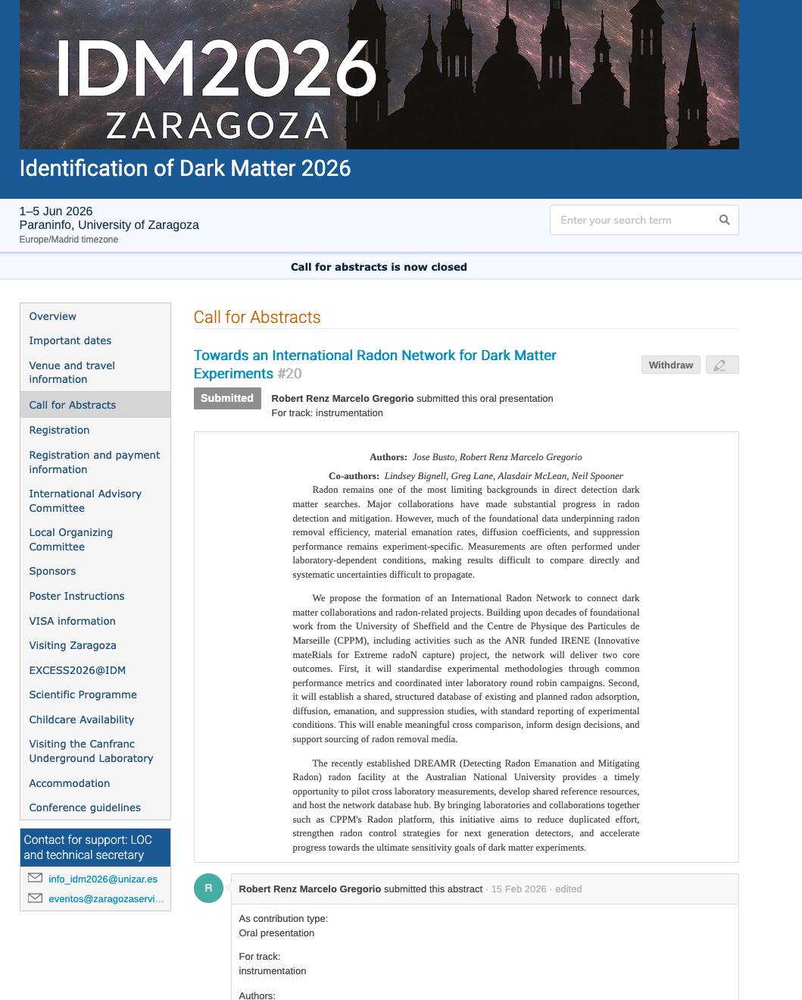 IDM2026
ZARAGOZA
Identification of Dark Matter 2026
1–5 Jun 2026
Paraninfo, University of Zaragoza
Europe/Madrid timezone
Enter your search term
Call for abstracts is now closed
Overview
Important dates
Venue and travel
information
Call for Abstracts
Registration
Registration and payment
information
International Advisory
Committee
Local Organizing
Committee
Sponsors
Poster Instructions
VISA information
Visiting Zaragoza
EXCESS2026@IDM
Scientific Programme
Childcare Availability
Visiting the Canfranc
Underground Laboratory
Accommodation
Conference guidelines
Contact for support: LOC
and technical secretary
info_idm2026@unizar.es
eventos@zaragozaservi...
Call for Abstracts
Towards an International Radon Network for Dark Matter
Experiments #20
Withdraw
Submitted
Robert Renz Marcelo Gregorio submitted this oral presentation
For track: instrumentation
Authors: Jose Busto, Robert Renz Marcelo Gregorio
Co-authors: Lindsey Bignell, Greg Lane, Alasdair McLean, Neil Spooner
Radon remains one of the most limiting backgrounds in direct detection dark
matter searches. Major collaborations have made substantial progress in radon
detection and mitigation. However, much of the foundational data underpinning radon
removal efficiency, material emanation rates, diffusion coefficients, and suppression
performance remains experiment-specific. Measurements are often performed under
laboratory-dependent conditions, making results difficult to compare directly and
systematic uncertainties difficult to propagate.
We propose the formation of an International Radon Network to connect dark
matter collaborations and radon-related projects. Building upon decades of foundational
work from the University of Sheffield and the Centre de Physique des Particules de
Marseille (CPPM), including activities such as the ANR funded IRENE (Innovative
mateRials for Extreme radoN capture) project, the network will deliver two core
outcomes. First, it will standardise experimental methodologies through common
performance metrics and coordinated inter laboratory round robin campaigns. Second,
it will establish a shared, structured database of existing and planned radon adsorption,
diffusion, emanation, and suppression studies, with standard reporting of experimental
conditions. This will enable meaningful cross comparison, inform design decisions, and
support sourcing of radon removal media.
The recently established DREAMR (Detecting Radon Emanation and Mitigating
Radon) radon facility at the Australian National University provides a timely
opportunity to pilot cross laboratory measurements, develop shared reference resources,
and host the network database hub. By bringing laboratories and collaborations together
such as CPPM's Radon platform, this initiative aims to reduce duplicated effort,
strengthen radon control strategies for next generation detectors, and accelerate
progress towards the ultimate sensitivity goals of dark matter experiments.
R
Robert Renz Marcelo Gregorio submitted this abstract · 15 Feb 2026 · edited
As contribution type:
Oral presentation
For track:
instrumentation
Authors: